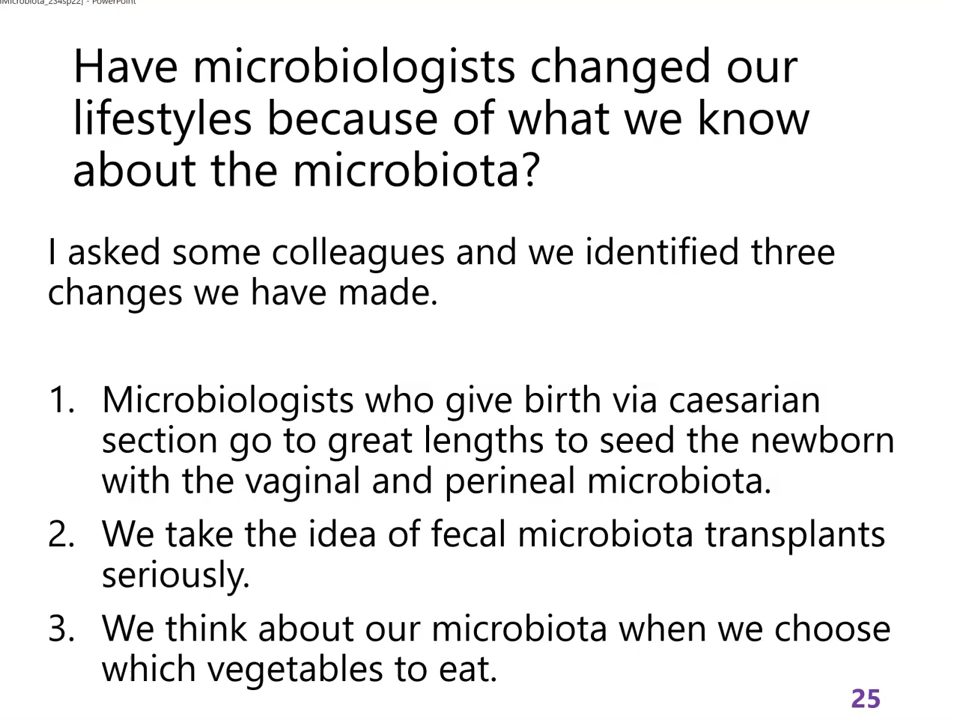 Microbiota_234sp22] - PowerPoint
Have microbiologists changed our
lifestyles because of what we know
about the microbiota?
I asked some colleagues and we identified three
changes we have made.
1. Microbiologists who give birth via caesarian
section go to great lengths to seed the newborn
with the vaginal and perineal microbiota.
2. We take the idea of fecal microbiota transplants
seriously.
3. We think about our microbiota when we choose
which vegetables to eat.
25